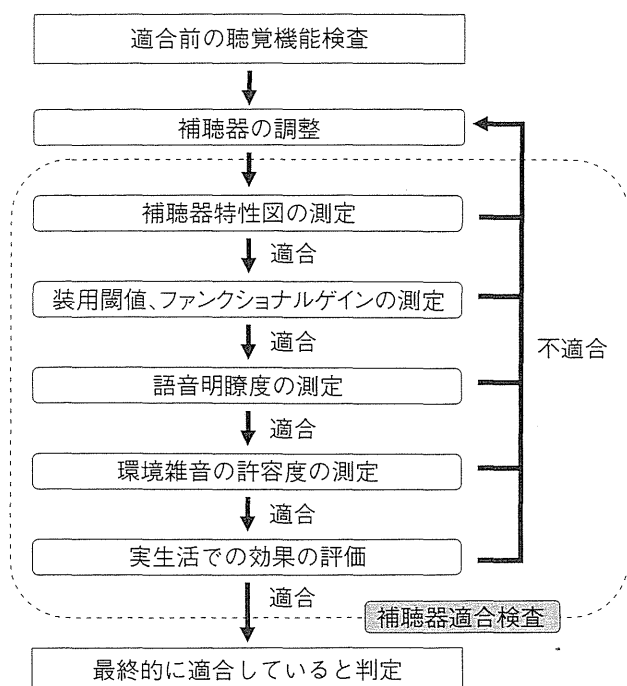 適合前の聴覚機能検査
補聴器の調整
補聴器特性図の測定
適合
装用閾値、ファンクショナルゲインの測定
適合
不適合
語音明瞭度の測定
適合
環境雑音の許容度の測定
適合
実生活での効果の評価
適合
補聴器適合検査
最終的に適合していると判定